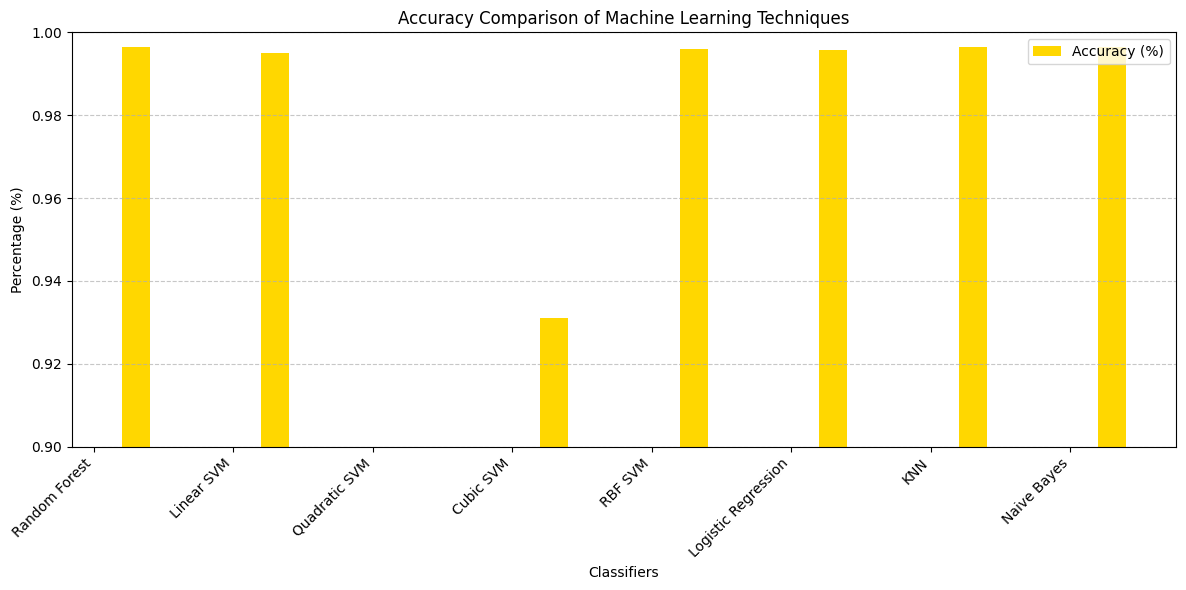 Accuracy Comparison of Machine Learning Techniques
Accuracy (%)
Percentage (%)
1.00
0.98
0.96
0.94
0.92
0.90
Random Forest
Linear SVM
Quadratic SVM
Cubic SVM
RBF SVM
Logistic Regression
KNN
Naive Bayes
Classifiers